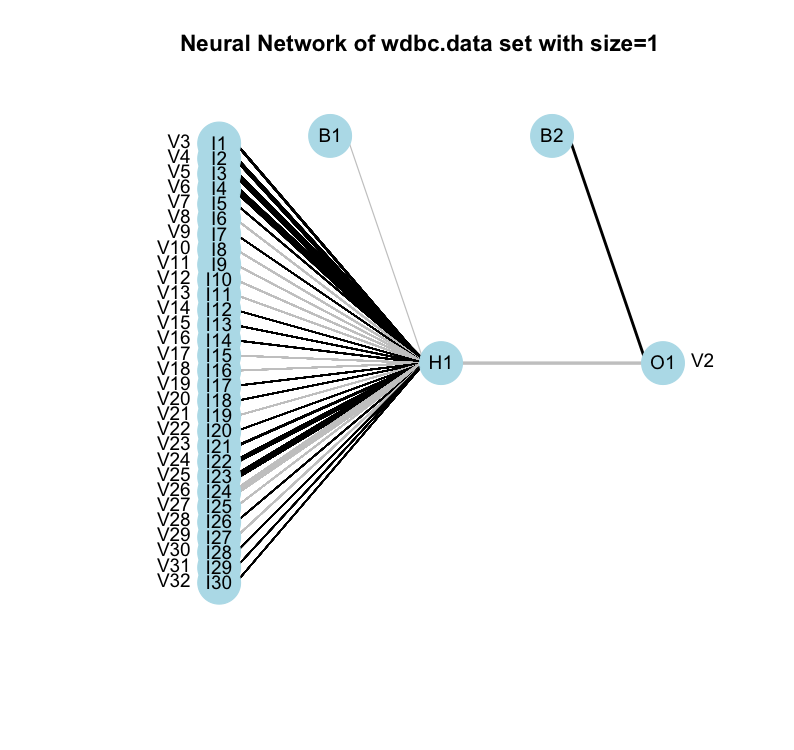 Neural Network of wdbc.data set with size=1
B1
B2
V3 I1
V4 I2
V5 I3
V6 I4
V7 I5
V8 I6
V9 I7
V10 I8
V11 I9
V12 I10
V13 I11
V14 I12
V15 I13
V16 I14
V17 I15
V18 I16
V19 I17
V20 I18
V21 I19
V22 I20
V23 I21
V24 I22
V25 I23
V26 I24
V27 I25
V28 I26
V29 I27
V30 I28
V31 I29
V32 I30
H1
O1 V2